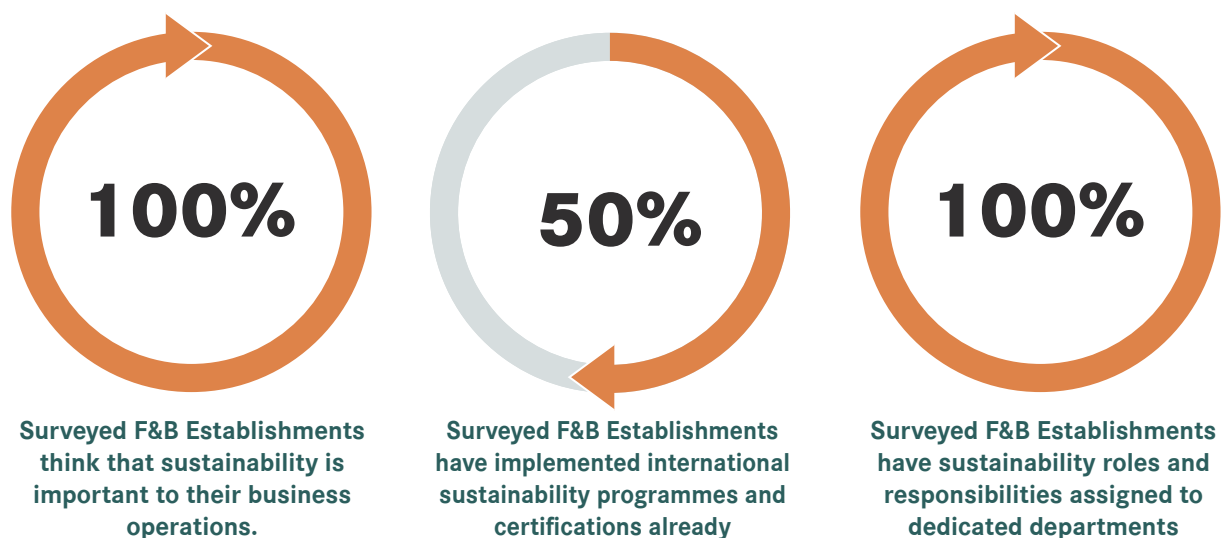 100%
Surveyed F&B Establishments
think that sustainability is
important to their business
operations.
50%
Surveyed F&B Establishments
have implemented international
sustainability programmes and
certifications already
100%
Surveyed F&B Establishments
have sustainability roles and
responsibilities assigned to
dedicated departments